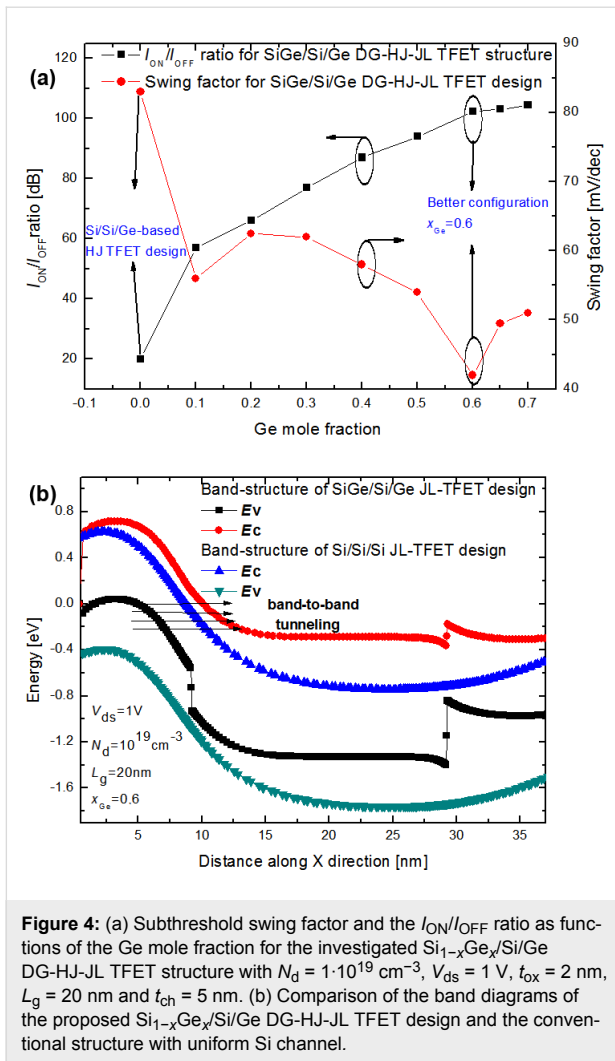 (a)
I_ON/I_OFF ratio for SiGe/Si/Ge DG-HJ-JL TFET structure
Swing factor for SiGe/Si/Ge DG-HJ-JL TFET design
120
100
80
60
40
20
I_ON/I_OFF ratio [dB]
90
80
70
60
50
40
Swing factor [mV/dec]
Si/Si/Ge-based
HJ TFET design
Better configuration
x_Ge=0.6
-0.1 0.0 0.1 0.2 0.3 0.4 0.5 0.6 0.7
Ge mole fraction
(b)
Band-structure of SiGe/Si/Ge JL-TFET design
Ev
Ec
Band-structure of Si/Si/Si JL-TFET design
Ec
Ev
0.8
0.4
0.0
-0.4
-0.8
-1.2
-1.6
Energy [eV]
band-to-band
tunneling
V_ds=1V
N_d=10^19cm^-3
L_g=20nm
x_Ge=0.6
5 10 15 20 25 30 35
Distance along X direction [nm]
Figure 4: (a) Subthreshold swing factor and the I_ON/I_OFF ratio as func-
tions of the Ge mole fraction for the investigated Si_1−xGe_x/Si/Ge
DG-HJ-JL TFET structure with N_d = 1·10^19 cm^−3, V_ds = 1 V, t_ox = 2 nm,
L_g = 20 nm and t_ch = 5 nm. (b) Comparison of the band diagrams of
the proposed Si_1−xGe_x/Si/Ge DG-HJ-JL TFET design and the conven-
tional structure with uniform Si channel.